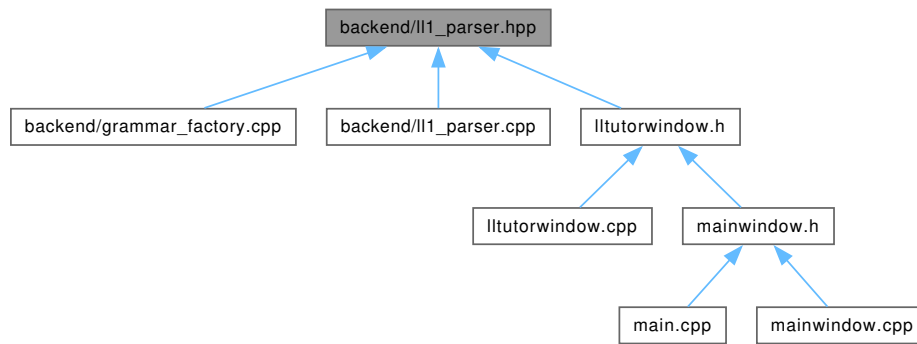 backend/ll1_parser.hpp
backend/grammar_factory.cpp
backend/ll1_parser.cpp
lltutorwindow.h
lltutorwindow.cpp
mainwindow.h
main.cpp
mainwindow.cpp